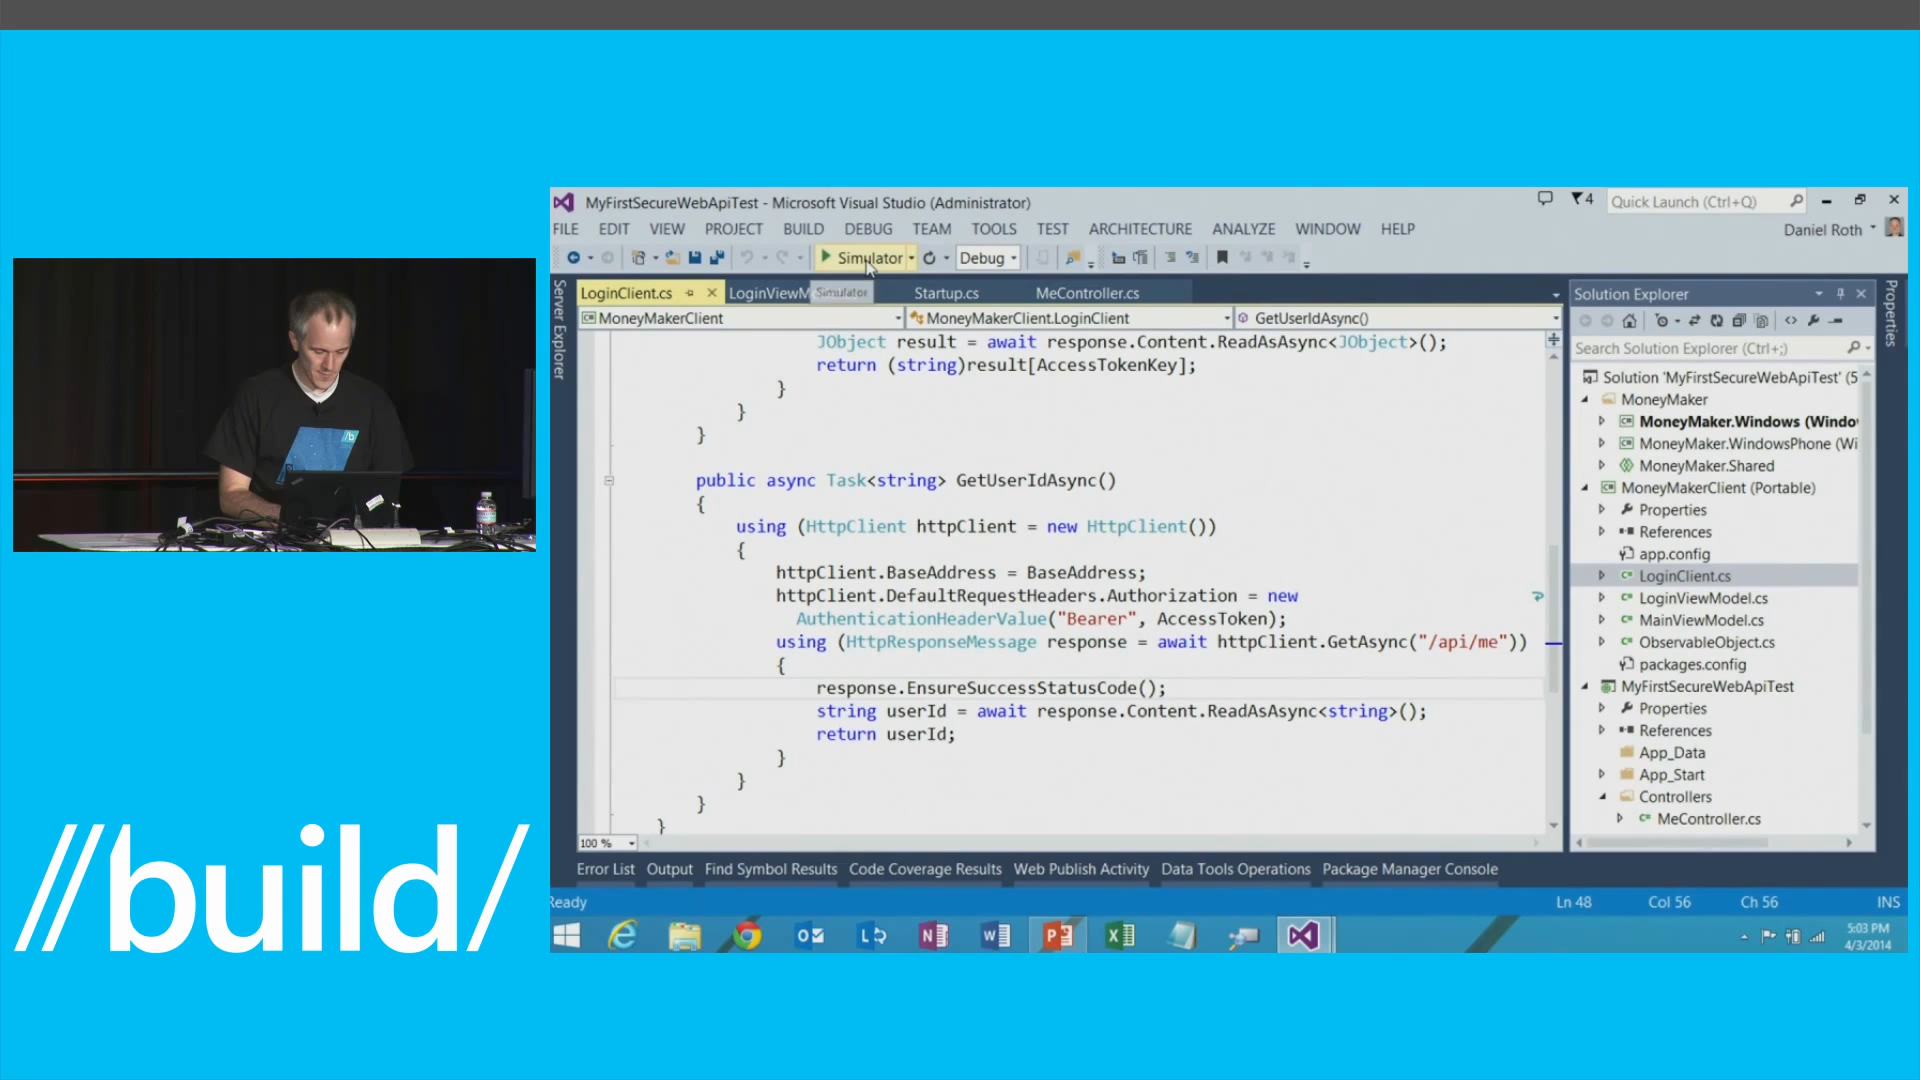 MyFirstSecureWebApiTest - Microsoft Visual Studio (Administrator)
4
Quick Launch (Ctrl+Q)
FILE EDIT VIEW PROJECT BUILD DEBUG TEAM TOOLS TEST ARCHITECTURE ANALYZE WINDOW HELP
Daniel Roth
Simulator
Debug
Server Explorer
LoginClient.cs
LoginViewM
Simulator
Startup.cs
MeController.cs
MoneyMakerClient
MoneyMakerClient.LoginClient
GetUserIdAsync()
JObject result = await response.Content.ReadAsAsync<JObject>();
return (string)result[AccessTokenKey];
}
}
}
public async Task<string> GetUserIdAsync()
{
using (HttpClient httpClient = new HttpClient())
{
httpClient.BaseAddress = BaseAddress;
httpClient.DefaultRequestHeaders.Authorization = new
AuthenticationHeaderValue("Bearer", AccessToken);
using (HttpResponseMessage response = await httpClient.GetAsync("/api/me"))
{
response.EnsureSuccessStatusCode();
string userId = await response.Content.ReadAsAsync<string>();
return userId;
}
}
}
}
100 %
Solution Explorer
Search Solution Explorer (Ctrl+;)
Solution 'MyFirstSecureWebApiTest' (5
MoneyMaker
MoneyMaker.Windows (Windo
MoneyMaker.WindowsPhone (Wi
MoneyMaker.Shared
MoneyMakerClient (Portable)
Properties
References
app.config
LoginClient.cs
LoginViewModel.cs
MainViewModel.cs
ObservableObject.cs
packages.config
MyFirstSecureWebApiTest
Properties
References
App_Data
App_Start
Controllers
MeController.cs
Properties
Error List Output Find Symbol Results Code Coverage Results Web Publish Activity Data Tools Operations Package Manager Console
Ready
Ln 48 Col 56 Ch 56 INS
5:03 PM
4/3/2014
//build/